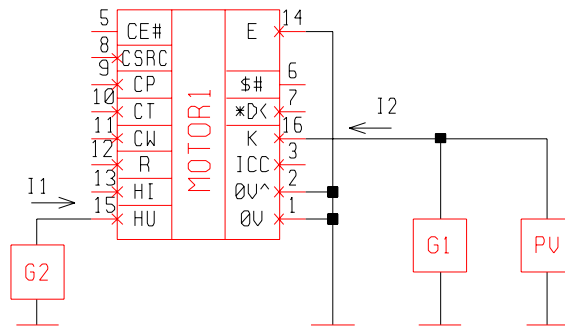 5 CE# E 14
8 CSRC
9 CP $# 6
10 CT *D< 7
11 CW K 16
12 R ICC 3
13 HI 0V^ 2
15 HU 0V 1
MOTOR1
I2
I1
G2
G1
PV